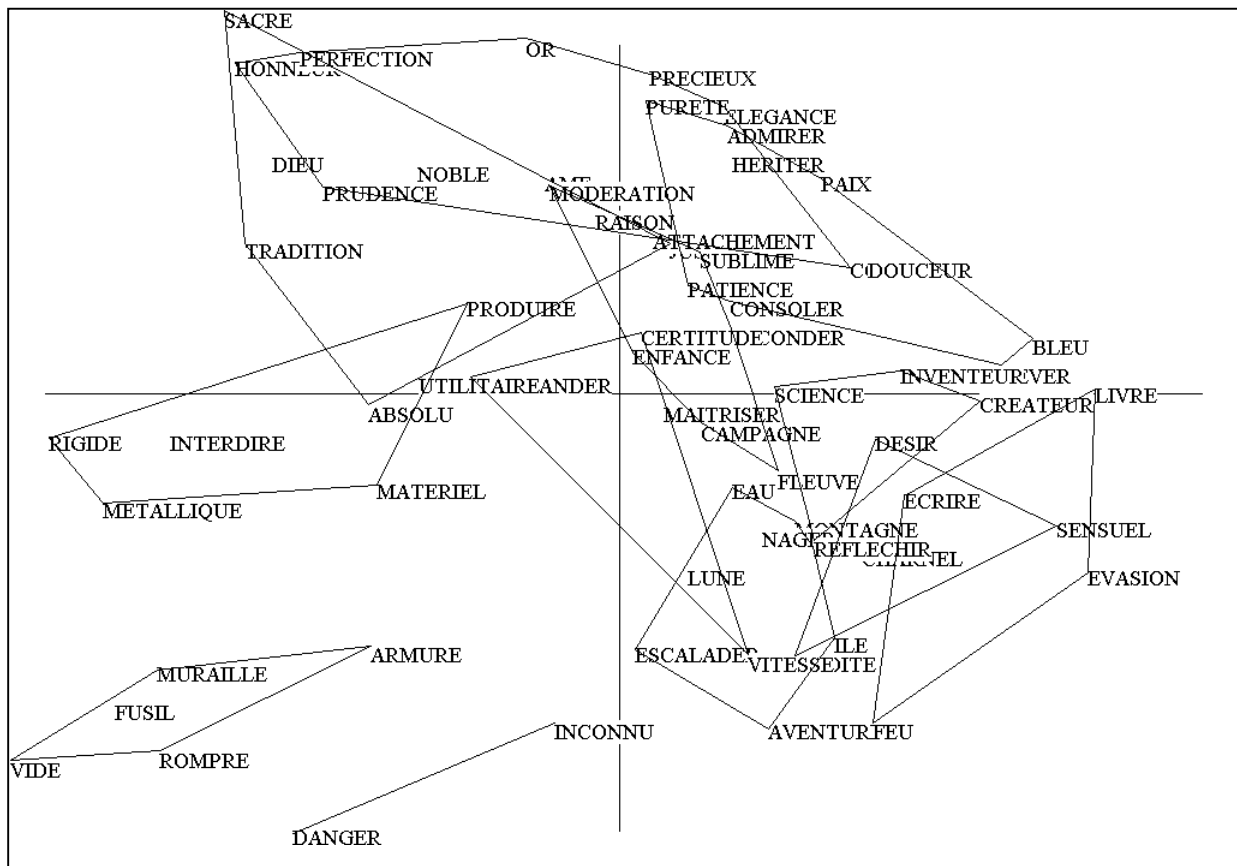 SACRE
OR
PERFECTION
HONNEUR
PRECIEUX
PURETE
ELEGANCE
ADMIRER
DIEU
HERITER
NOBLE
PAIX
PRUDENCE
MODERATION
RAISON
ATTACHEMENT
TRADITION
SUBLIME
DOUCEUR
PATIENCE
PRODUIRE
CONSOLER
CERTITUDE
BLEU
ENFANCE
INVENTEUR
UTILITAIRE
SCIENCE
LIVRE
CREATEUR
ABSOLU
MAITRISER
CAMPAGNE
RIGIDE
INTERDIRE
DESIR
FLEUVE
MATERIEL
EAU
ECRIRE
METALLIQUE
MONTAGNE
SENSUEL
REFLECHIR
LUNE
EVASION
ILE
ARMURE
ESCALADER
VITESSE
MURAILLE
FUSIL
INCONNU
AVENTURE
FEU
ROMPRE
VIDE
DANGER